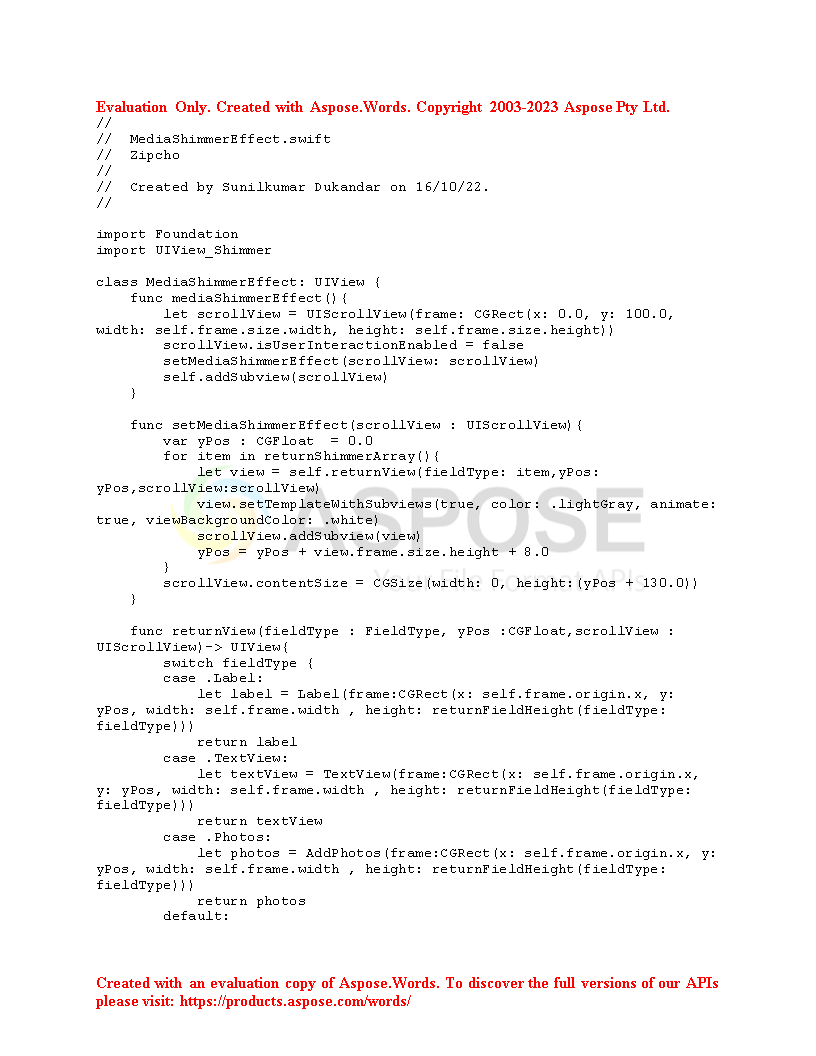 Evaluation Only. Created with Aspose.Words. Copyright 2003-2023 Aspose Pty Ltd.
//
//  MediaShimmerEffect.swift
//  Zipcho
//
//  Created by Sunilkumar Dukandar on 16/10/22.
//

import Foundation
import UIView_Shimmer

class MediaShimmerEffect: UIView {
    func mediaShimmerEffect(){
        let scrollView = UIScrollView(frame: CGRect(x: 0.0, y: 100.0,
width: self.frame.size.width, height: self.frame.size.height))
        scrollView.isUserInteractionEnabled = false
        setMediaShimmerEffect(scrollView: scrollView)
        self.addSubview(scrollView)
    }

    func setMediaShimmerEffect(scrollView : UIScrollView){
        var yPos : CGFloat  = 0.0
        for item in returnShimmerArray(){
            let view = self.returnView(fieldType: item,yPos:
yPos,scrollView:scrollView)
            view.setTemplateWithSubviews(true, color: .lightGray, animate:
true, viewBackgroundColor: .white)
            scrollView.addSubview(view)
            yPos = yPos + view.frame.size.height + 8.0
        }
        scrollView.contentSize = CGSize(width: 0, height:(yPos + 130.0))
    }

    func returnView(fieldType : FieldType, yPos :CGFloat,scrollView :
UIScrollView)-> UIView{
        switch fieldType {
        case .Label:
            let label = Label(frame:CGRect(x: self.frame.origin.x, y:
yPos, width: self.frame.width , height: returnFieldHeight(fieldType:
fieldType)))
            return label
        case .TextView:
            let textView = TextView(frame:CGRect(x: self.frame.origin.x,
y: yPos, width: self.frame.width , height: returnFieldHeight(fieldType:
fieldType)))
            return textView
        case .Photos:
            let photos = AddPhotos(frame:CGRect(x: self.frame.origin.x, y:
yPos, width: self.frame.width , height: returnFieldHeight(fieldType:
fieldType)))
            return photos
        default:
ASPOSE
Your File Format APIs
Created with an evaluation copy of Aspose.Words. To discover the full versions of our APIs
please visit: https://products.aspose.com/words/